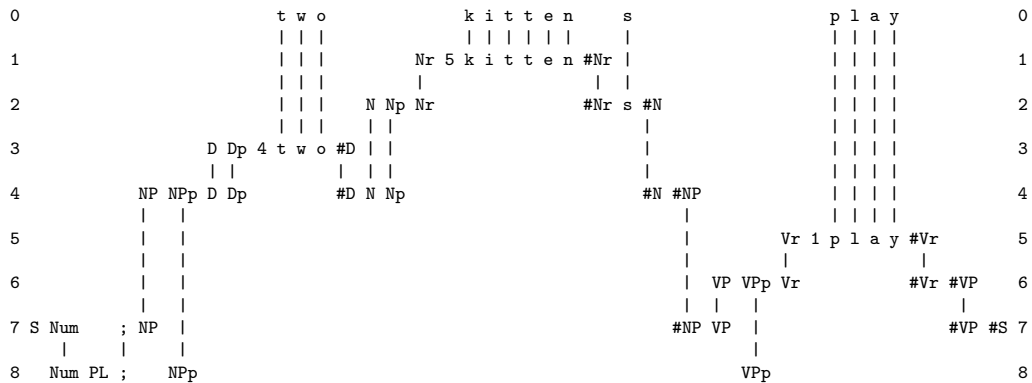 0 t w o k i t t e n s p l a y 0
1 Nr 5 k i t t e n #Nr 1
2 N Np Nr #Nr s #N 2
3 D Dp 4 t w o #D 3
4 NP NPp D Dp #D N Np #N #NP 4
5 Vr 1 p l a y #Vr 5
6 VP VPp Vr #Vr #VP 6
7 S Num ; NP #NP VP #VP #S 7
8 Num PL ; NPp VPp 8